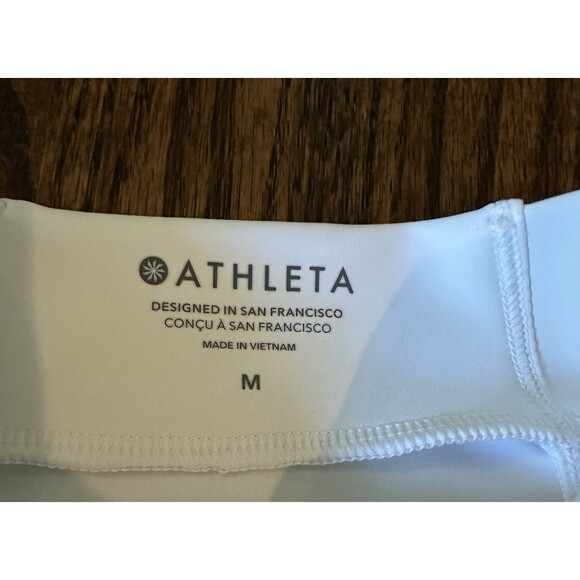 ATHLETA
DESIGNED IN SAN FRANCISCO
CONÇU À SAN FRANCISCO
MADE IN VIETNAM
M